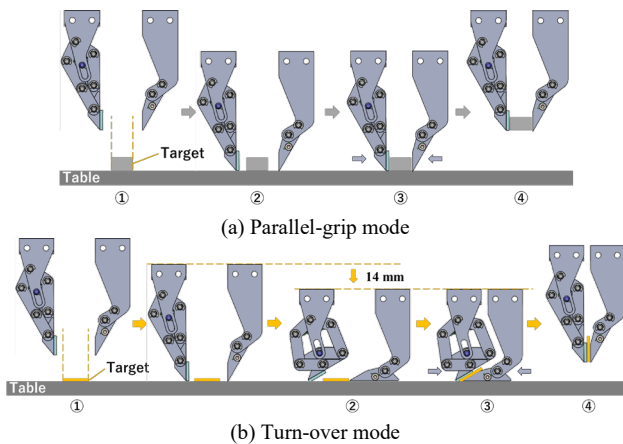 Target
Table
① ② ③ ④
(a) Parallel-grip mode
14 mm
Target
Table
① ② ③ ④
(b) Turn-over mode